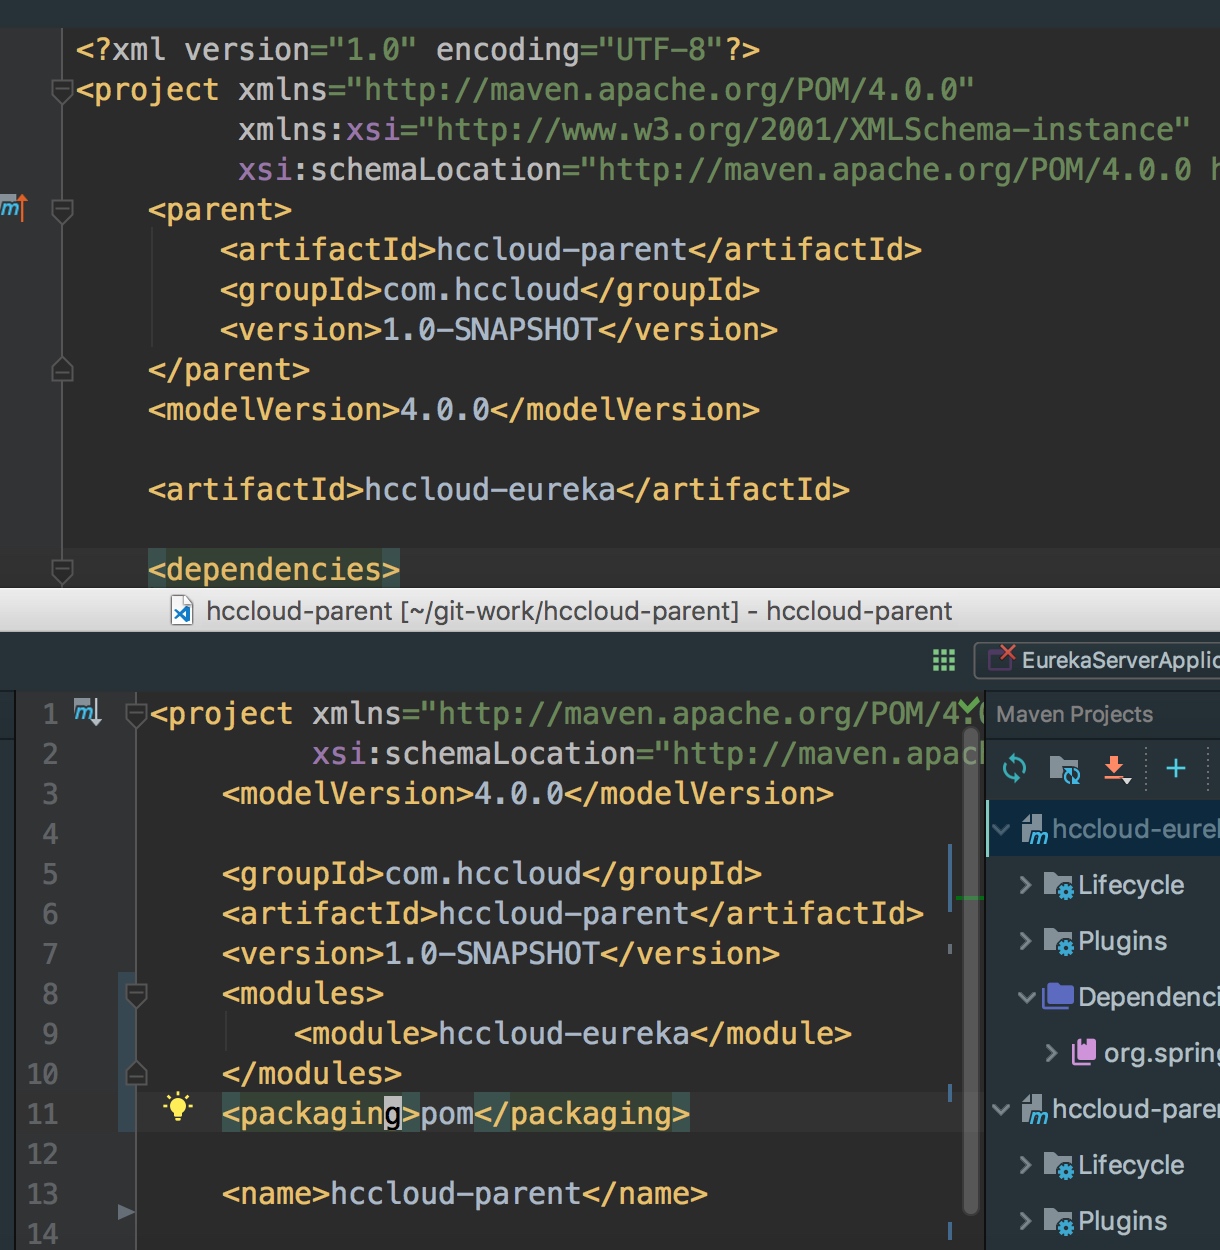 <?xml version="1.0" encoding="UTF-8"?>
<project xmlns="http://maven.apache.org/POM/4.0.0"
xmlns:xsi="http://www.w3.org/2001/XMLSchema-instance"
xsi:schemaLocation="http://maven.apache.org/POM/4.0.0 h
<parent>
<artifactId>hccloud-parent</artifactId>
<groupId>com.hccloud</groupId>
<version>1.0-SNAPSHOT</version>
</parent>
<modelVersion>4.0.0</modelVersion>
<artifactId>hccloud-eureka</artifactId>
<dependencies>
hccloud-parent [~/git-work/hccloud-parent] - hccloud-parent
EurekaServerApplic
1 <project xmlns="http://maven.apache.org/POM/4.0
2 xsi:schemaLocation="http://maven.apac
3 <modelVersion>4.0.0</modelVersion>
4
5 <groupId>com.hccloud</groupId>
6 <artifactId>hccloud-parent</artifactId>
7 <version>1.0-SNAPSHOT</version>
8 <modules>
9 <module>hccloud-eureka</module>
10 </modules>
11 <packaging>pom</packaging>
12
13 <name>hccloud-parent</name>
14
Maven Projects
hccloud-eurel
Lifecycle
Plugins
Dependenci
org.spring
hccloud-parer
Lifecycle
Plugins